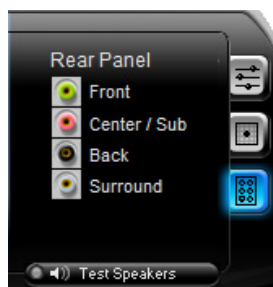 Rear Panel
Front
Center / Sub
Back
Surround
Test Speakers